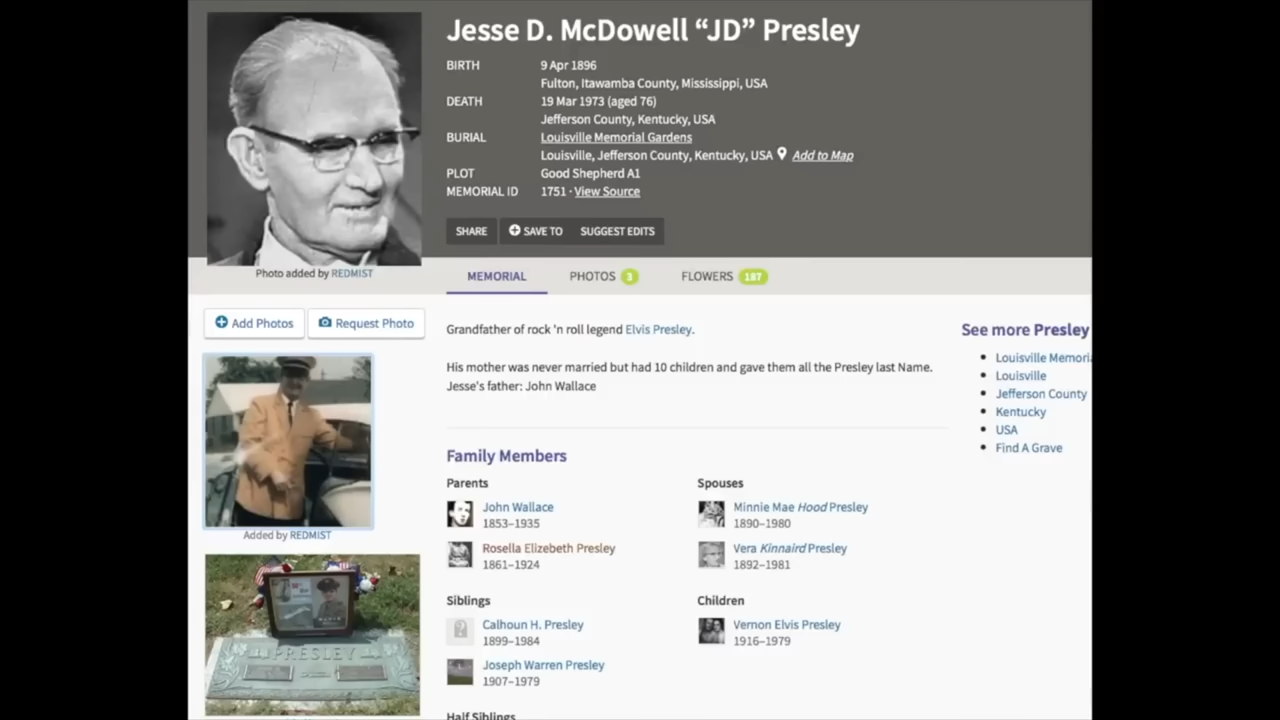 Jesse D. McDowell “JD” Presley
BIRTH 9 Apr 1896
Fulton, Itawamba County, Mississippi, USA
DEATH 19 Mar 1973 (aged 76)
Jefferson County, Kentucky, USA
BURIAL Louisville Memorial Gardens
Louisville, Jefferson County, Kentucky, USA Add to Map
PLOT Good Shepherd A1
MEMORIAL ID 1751 · View Source
SHARE SAVE TO SUGGEST EDITS
Photo added by REDMIST
MEMORIAL PHOTOS 3 FLOWERS 187
Add Photos Request Photo
Grandfather of rock 'n roll legend Elvis Presley.
His mother was never married but had 10 children and gave them all the Presley last Name.
Jesse's father: John Wallace
See more Presley
Louisville Memoria
Louisville
Jefferson County
Kentucky
USA
Find A Grave
Added by REDMIST
PRESLEY
Family Members
Parents
John Wallace
1853–1935
Rosella Elizebeth Presley
1861–1924
Spouses
Minnie Mae Hood Presley
1890–1980
Vera Kinnaird Presley
1892–1981
Siblings
Calhoun H. Presley
1899–1984
Joseph Warren Presley
1907–1979
Children
Vernon Elvis Presley
1916–1979
Half Siblings